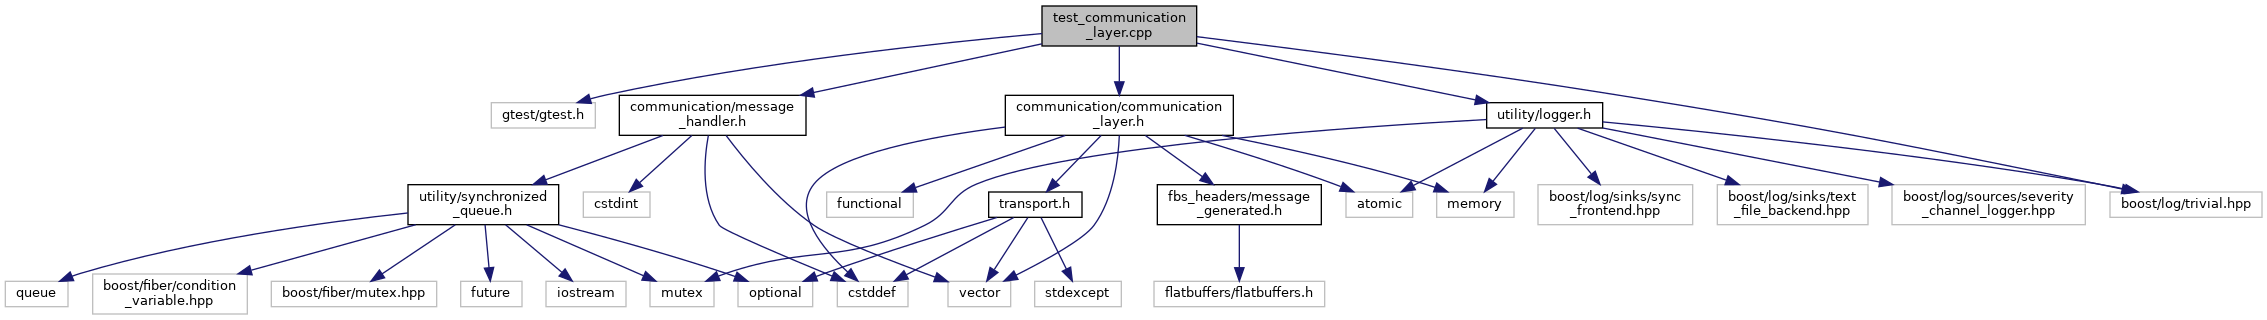 test_communication
_layer.cpp
gtest/gtest.h
communication/message
_handler.h
communication/communication
_layer.h
utility/logger.h
utility/synchronized
_queue.h
cstdint
functional
transport.h
fbs_headers/message
_generated.h
atomic
memory
boost/log/sinks/sync
_frontend.hpp
boost/log/sinks/text
_file_backend.hpp
boost/log/sources/severity
_channel_logger.hpp
boost/log/trivial.hpp
queue
boost/fiber/condition
_variable.hpp
boost/fiber/mutex.hpp
future
iostream
mutex
optional
cstddef
vector
stdexcept
flatbuffers/flatbuffers.h